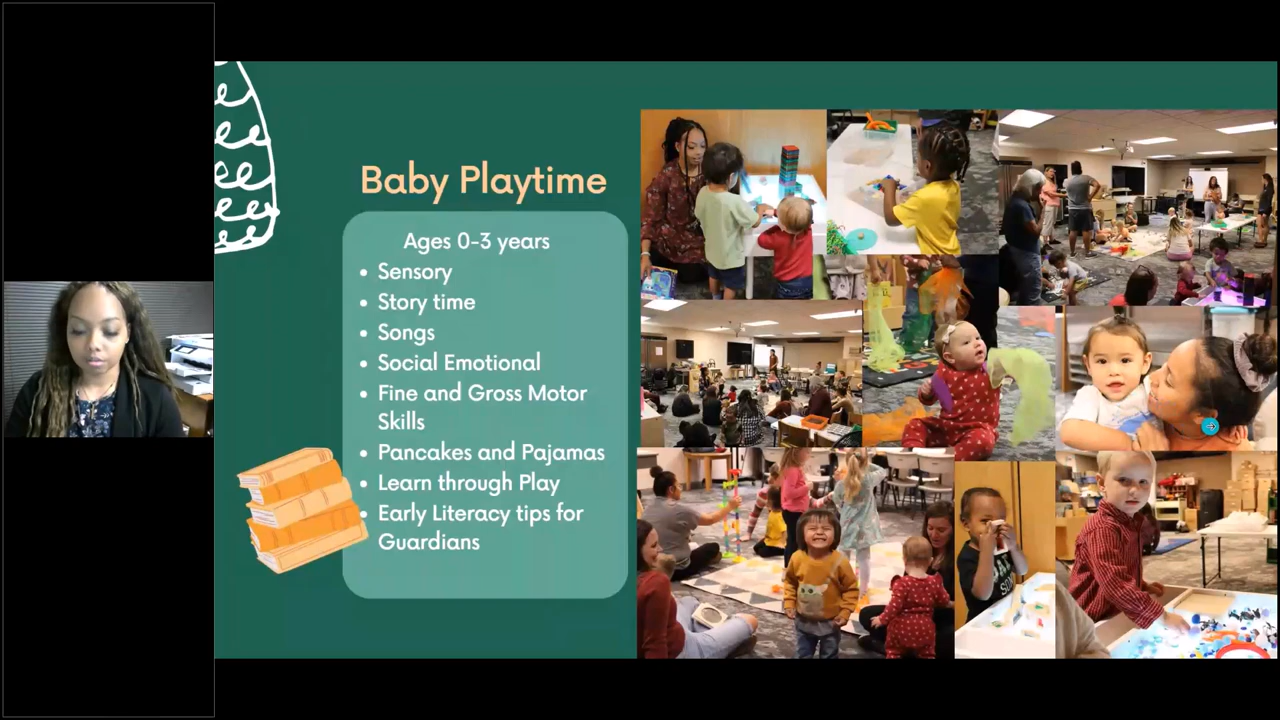 Baby Playtime
Ages 0-3 years
• Sensory
• Story time
• Songs
• Social Emotional
• Fine and Gross Motor
Skills
• Pancakes and Pajamas
• Learn through Play
• Early Literacy tips for
Guardians